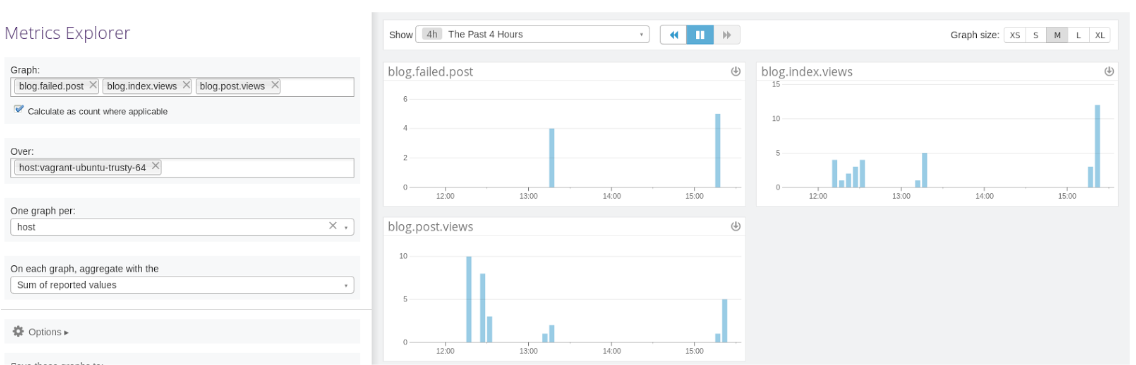 Metrics Explorer
Graph:
blog.failed.post × blog.index.views × blog.post.views ×
Calculate as count where applicable
Over:
host:vagrant-ubuntu-trusty-64 ×
One graph per:
host ×
On each graph, aggregate with the
Sum of reported values
Options ▸
Show 4h The Past 4 Hours
Graph size: XS S M L XL
blog.failed.post
6
4
2
0
12:00 13:00 14:00 15:00
blog.index.views
15
10
5
0
12:00 13:00 14:00 15:00
blog.post.views
10
5
0
12:00 13:00 14:00 15:00